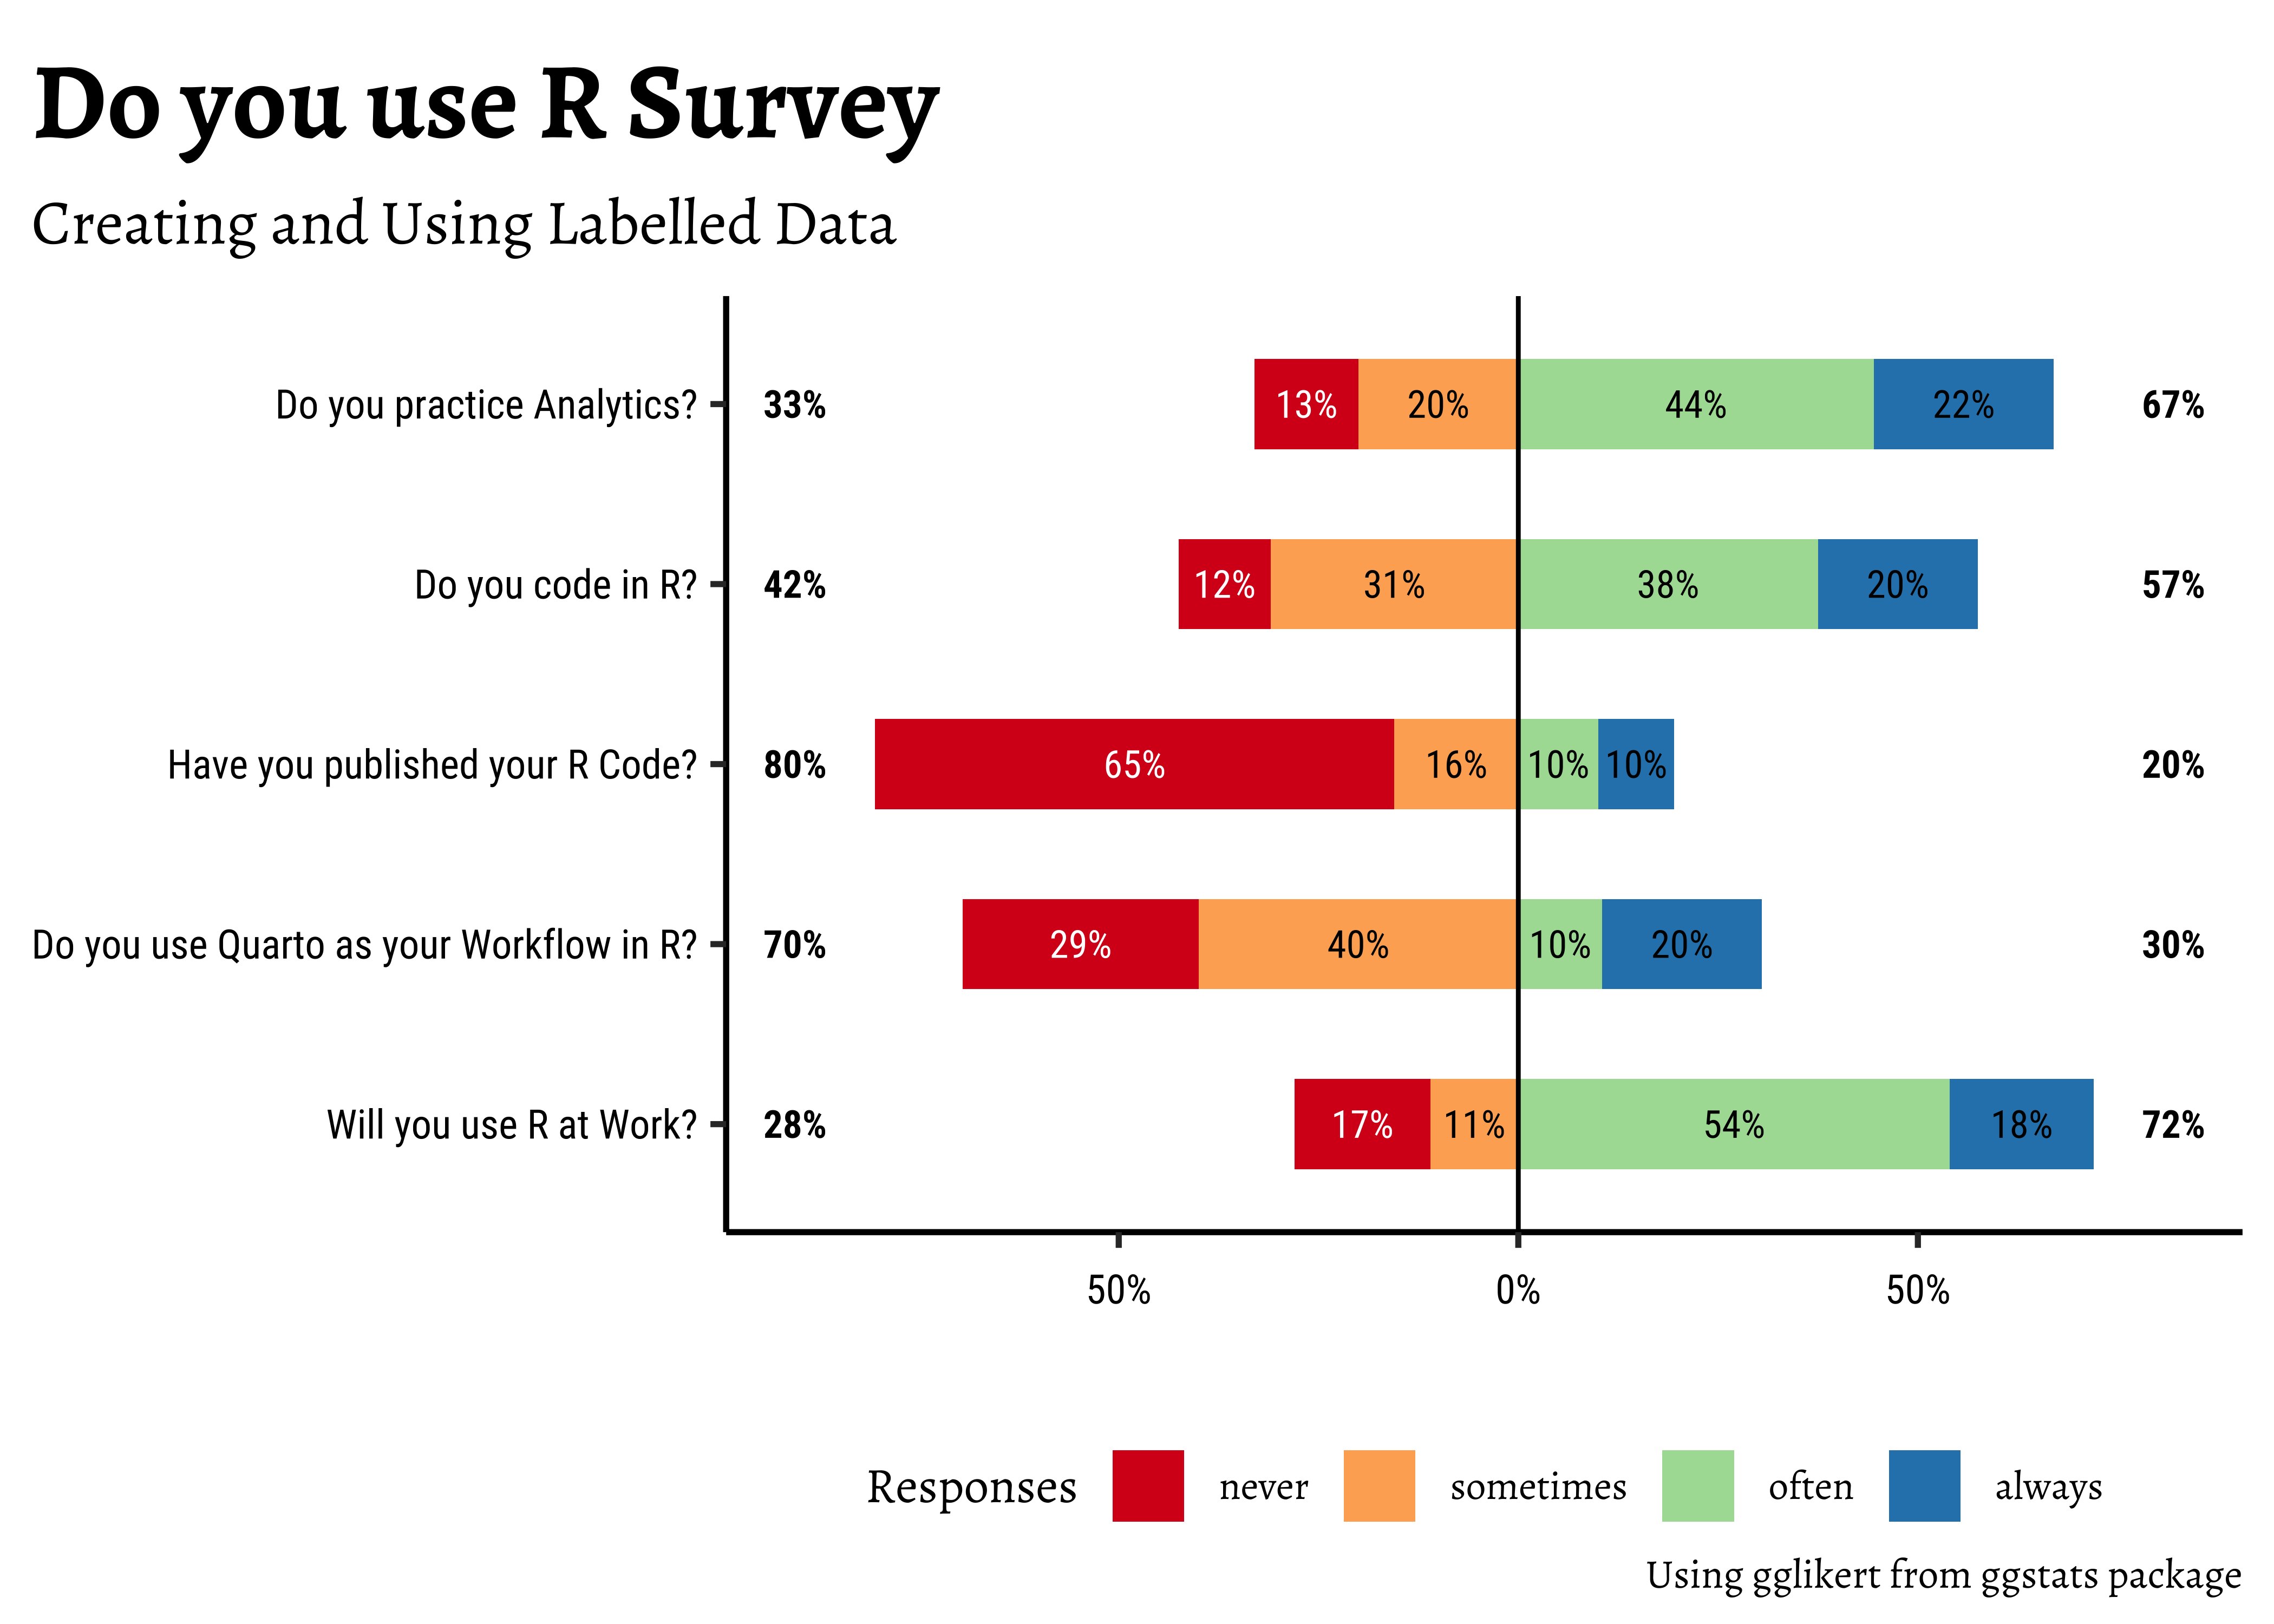 Do you use R Survey
Creating and Using Labelled Data
Do you practice Analytics? 33% 13% 20% 44% 22% 67%
Do you code in R? 42% 12% 31% 38% 20% 57%
Have you published your R Code? 80% 65% 16% 10% 10% 20%
Do you use Quarto as your Workflow in R? 70% 29% 40% 10% 20% 30%
Will you use R at Work? 28% 17% 11% 54% 18% 72%
50% 0% 50%
Responses never sometimes often always
Using gglikert from ggstats package